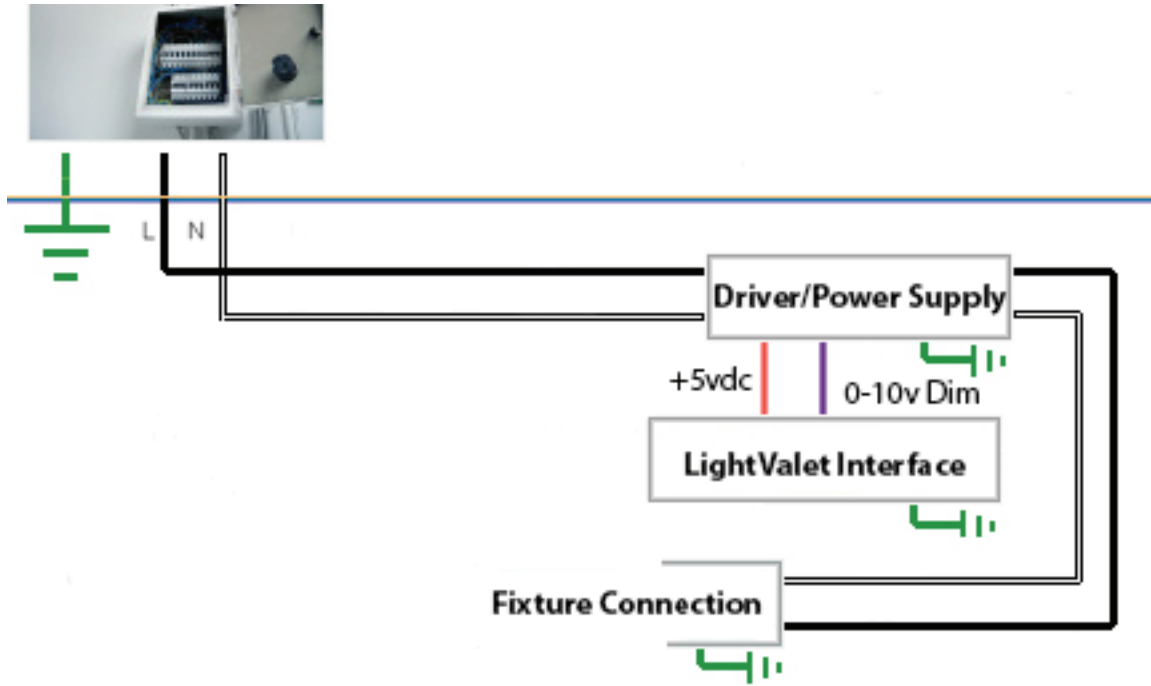 L N
Driver/Power Supply
+5vdc
0-10v Dim
LightValet Interface
Fixture Connection